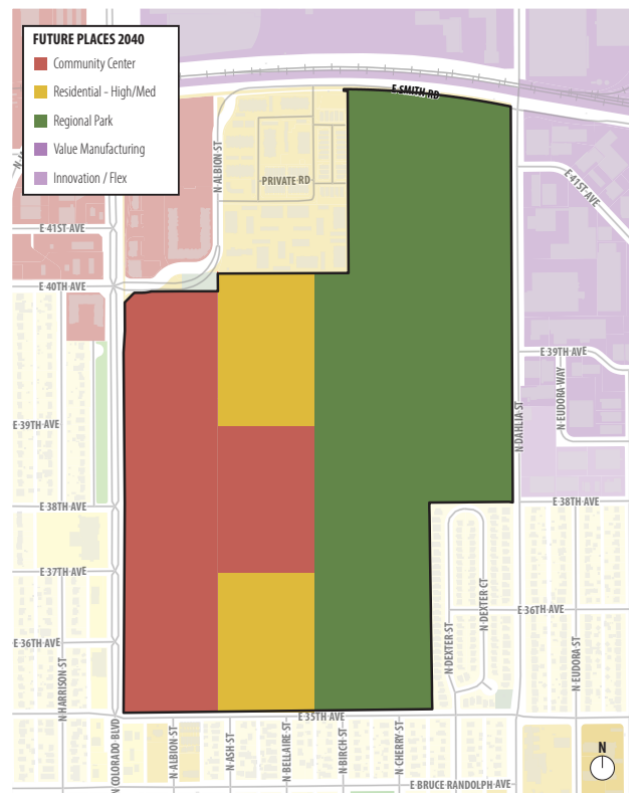 FUTURE PLACES 2040
Community Center
Residential - High/Med
Regional Park
Value Manufacturing
Innovation / Flex
E SMITH RD
N ALBION ST
PRIVATE RD
E 41ST AVE
E 41ST AVE
E 40TH AVE
E 39TH AVE
N EUDORA WAY
N DAHLIA ST
E 39TH AVE
E 38TH AVE
E 38TH AVE
E 37TH AVE
E 36TH AVE
N DEXTER ST
N DEXTER CT
E 36TH AVE
N EUDORA ST
N HARRISON ST
N COLORADO BLVD
E 35TH AVE
N ALBION ST
N ASH ST
N BELLAIRE ST
N BIRCH ST
N CHERRY ST
E BRUCE RANDOLPH AVE
N